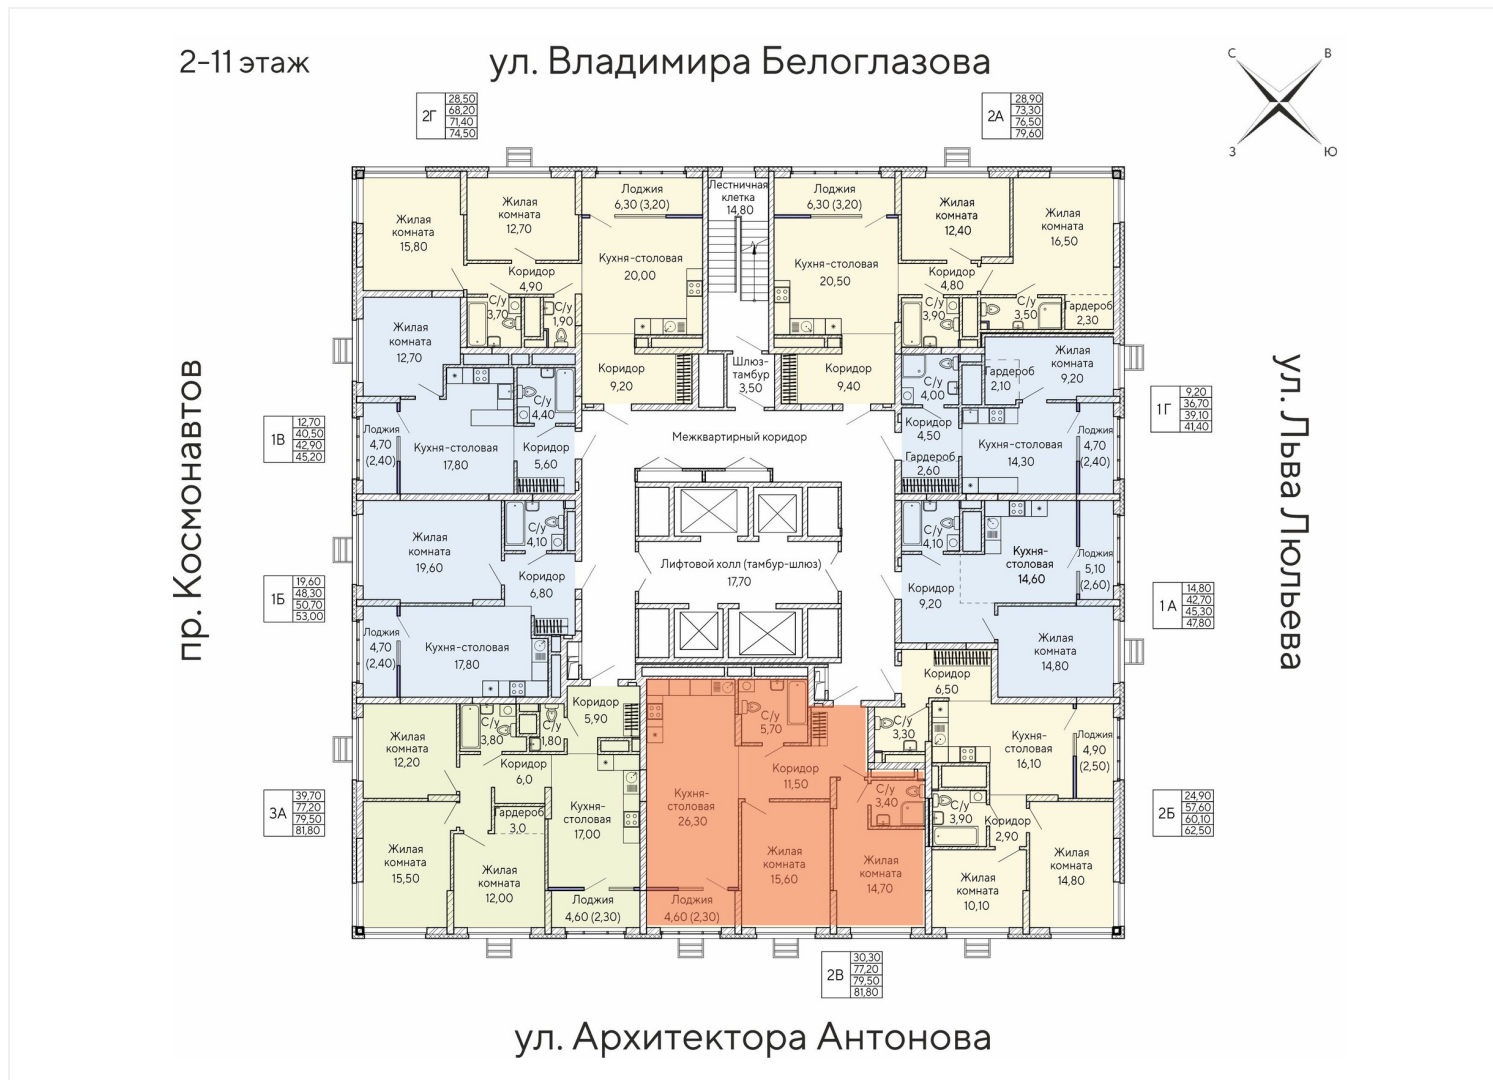 2-11 этаж
ул. Владимира Белоглазова
С
В
З
Ю
2Г
28,50
68,20
71,40
74,50
2А
28,90
73,30
76,50
79,60
Жилая
комната
15,80
Жилая
комната
12,70
Лоджия
6,30 (3,20)
Лестничная
клетка
14,80
Лоджия
6,30 (3,20)
Жилая
комната
12,40
Жилая
комната
16,50
Кухня-столовая
20,00
Кухня-столовая
20,50
Коридор
4,90
Коридор
4,80
С/у
3,70
С/у
1,90
С/у
3,90
С/у
3,50
Гардероб
2,30
Жилая
комната
12,70
Коридор
9,20
Шлюз-
тамбур
3,50
Коридор
9,40
С/у
4,00
Гардероб
2,10
Жилая
комната
9,20
С/у
4,40
1В
12,70
40,50
42,90
45,20
Лоджия
4,70
(2,40)
Кухня-столовая
17,80
Коридор
5,60
Межквартирный коридор
Коридор
4,50
Гардероб
2,60
Кухня-столовая
14,30
Лоджия
4,70
(2,40)
1Г
9,20
36,70
39,10
41,40
пр. Космонавтов
ул. Льва Люльева
Жилая
комната
19,60
С/у
4,10
Коридор
6,80
Лифтовой холл (тамбур-шлюз)
17,70
С/у
4,10
Коридор
9,20
Кухня-
столовая
14,60
Лоджия
5,10
(2,60)
1Б
19,60
48,30
50,70
53,00
1А
14,80
42,70
45,30
47,80
Лоджия
4,70
(2,40)
Кухня-столовая
17,80
Жилая
комната
14,80
Коридор
6,50
Жилая
комната
12,20
С/у
3,80
С/у
1,80
Коридор
5,90
С/у
5,70
С/у
3,30
Кухня-
столовая
16,10
Лоджия
4,90
(2,50)
Коридор
6,0
Коридор
11,50
3А
39,70
77,20
79,50
81,80
Гардероб
3,0
Кухня-
столовая
17,00
Кухня-
столовая
26,30
С/у
3,40
С/у
3,90
Коридор
2,90
2Б
24,90
57,60
60,10
62,50
Жилая
комната
15,50
Жилая
комната
12,00
Жилая
комната
15,60
Жилая
комната
14,70
Жилая
комната
10,10
Жилая
комната
14,80
Лоджия
4,60 (2,30)
Лоджия
4,60 (2,30)
2В
30,30
77,20
79,50
81,80
ул. Архитектора Антонова